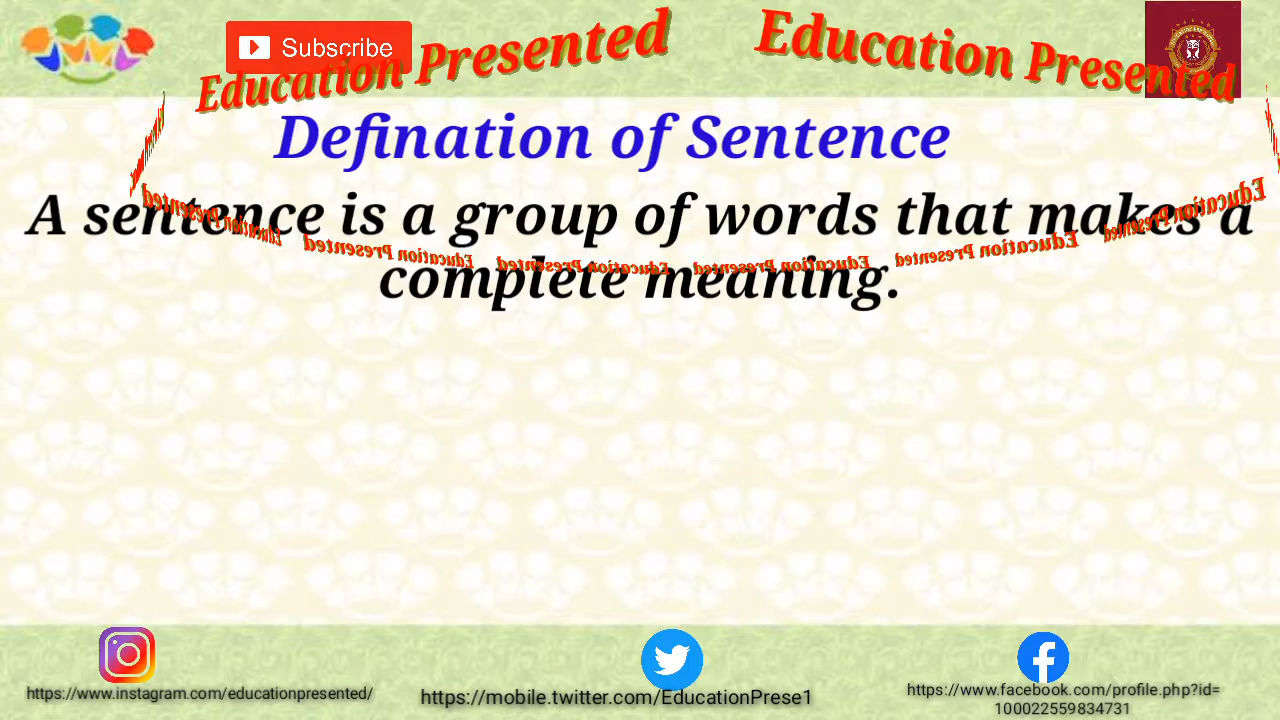 Subscribe
Education Presented
Education Presented
Defination of Sentence
A sentence is a group of words that makes a
complete meaning.
Education Presented
Education Presented
Education Presented
Education Presented
Education Presented
Education Presented
https://www.instagram.com/educationpresented/
https://mobile.twitter.com/EducationPrese1
https://www.facebook.com/profile.php?id=
100022559834731